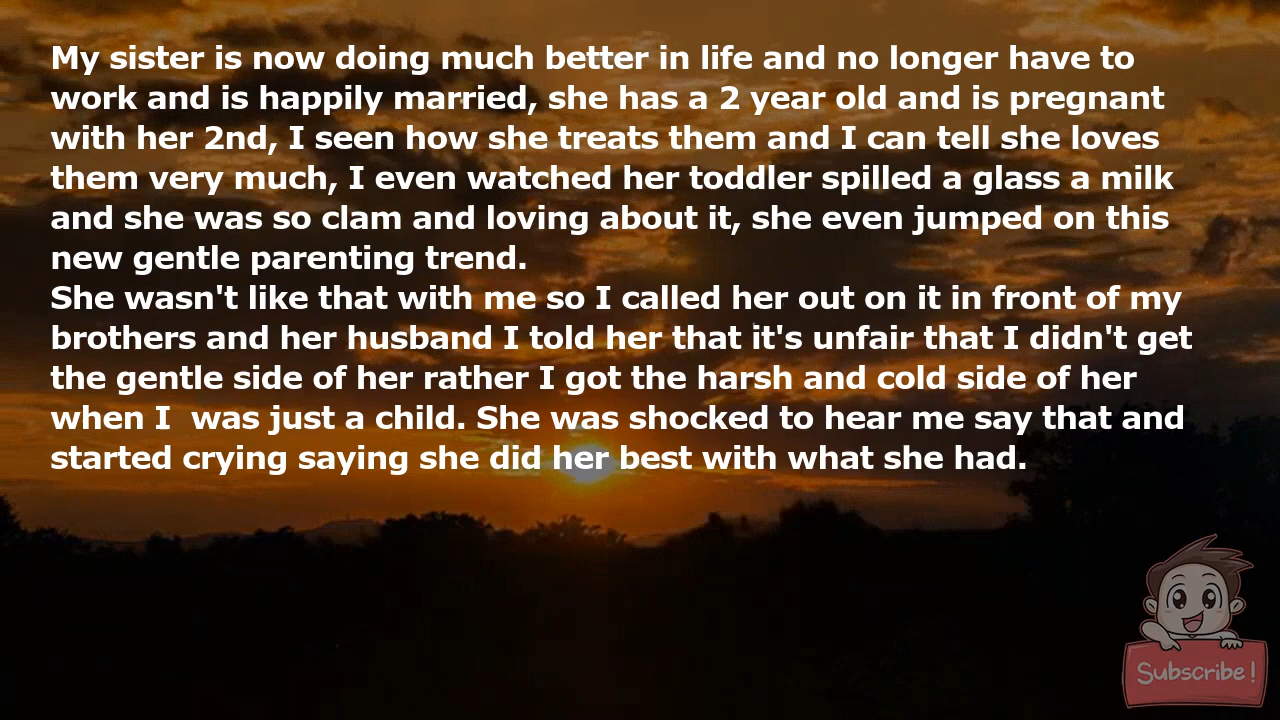 My sister is now doing much better in life and no longer have to
work and is happily married, she has a 2 year old and is pregnant
with her 2nd, I seen how she treats them and I can tell she loves
them very much, I even watched her toddler spilled a glass a milk
and she was so clam and loving about it, she even jumped on this
new gentle parenting trend.
She wasn't like that with me so I called her out on it in front of my
brothers and her husband I told her that it's unfair that I didn't get
the gentle side of her rather I got the harsh and cold side of her
when I  was just a child. She was shocked to hear me say that and
started crying saying she did her best with what she had.
Subscribe!